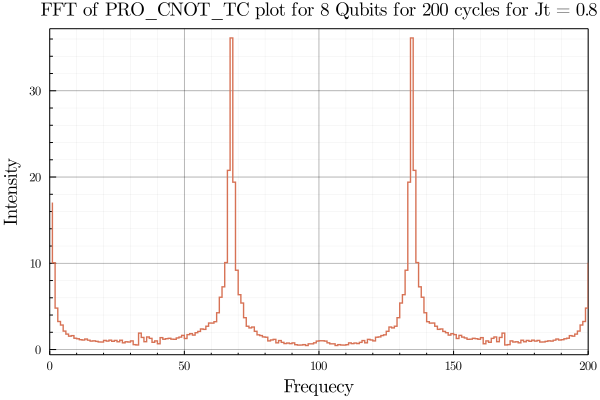 FFT of PRO_CNOT_TC plot for 8 Qubits for 200 cycles for Jt = 0.8
Intensity
30
20
10
0
0 50 100 150 200
Frequecy